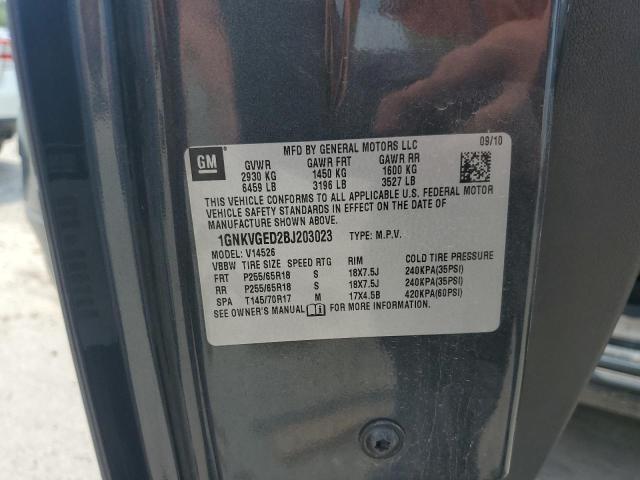 GM
MFD BY GENERAL MOTORS LLC 09/10
GVWR GAWR FRT GAWR RR
2930 KG 1450 KG 1600 KG
6459 LB 3196 LB 3527 LB
THIS VEHICLE CONFORMS TO ALL APPLICABLE U.S. FEDERAL MOTOR
VEHICLE SAFETY STANDARDS IN EFFECT ON THE DATE OF
MANUFACTURE SHOWN ABOVE.
1GNKVGED2BJ203023 TYPE: M.P.V.
MODEL: V14526
VBBW TIRE SIZE SPEED RTG RIM COLD TIRE PRESSURE
FRT P255/65R18 S 18X7.5J 240KPA(35PSI)
RR P255/65R18 S 18X7.5J 240KPA(35PSI)
SPA T145/70R17 M 17X4.5B 420KPA(60PSI)
SEE OWNER'S MANUAL FOR MORE INFORMATION.